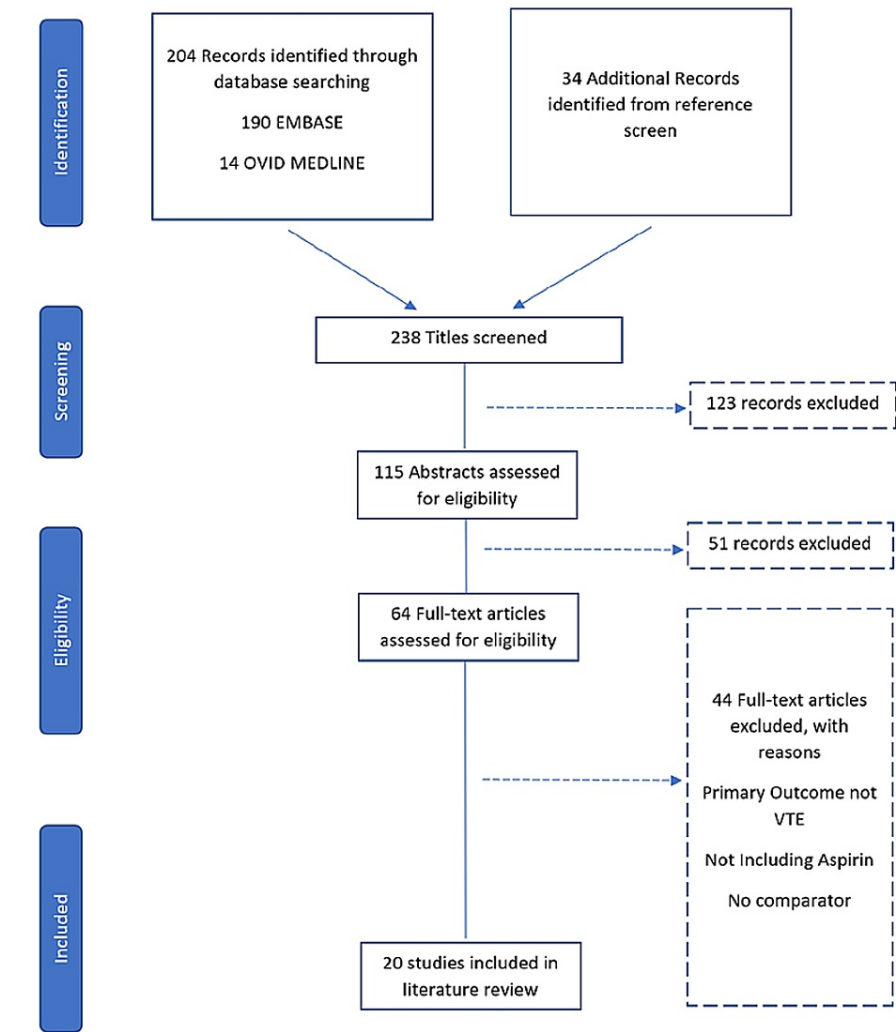 Identification
204 Records identified through
database searching
190 EMBASE
14 OVID MEDLINE
34 Additional Records
identified from reference
screen
Screening
238 Titles screened
123 records excluded
115 Abstracts assessed
for eligibility
Eligibility
51 records excluded
64 Full-text articles
assessed for eligibility
44 Full-text articles
excluded, with
reasons
Primary Outcome not
VTE
Not Including Aspirin
No comparator
Included
20 studies included in
literature review